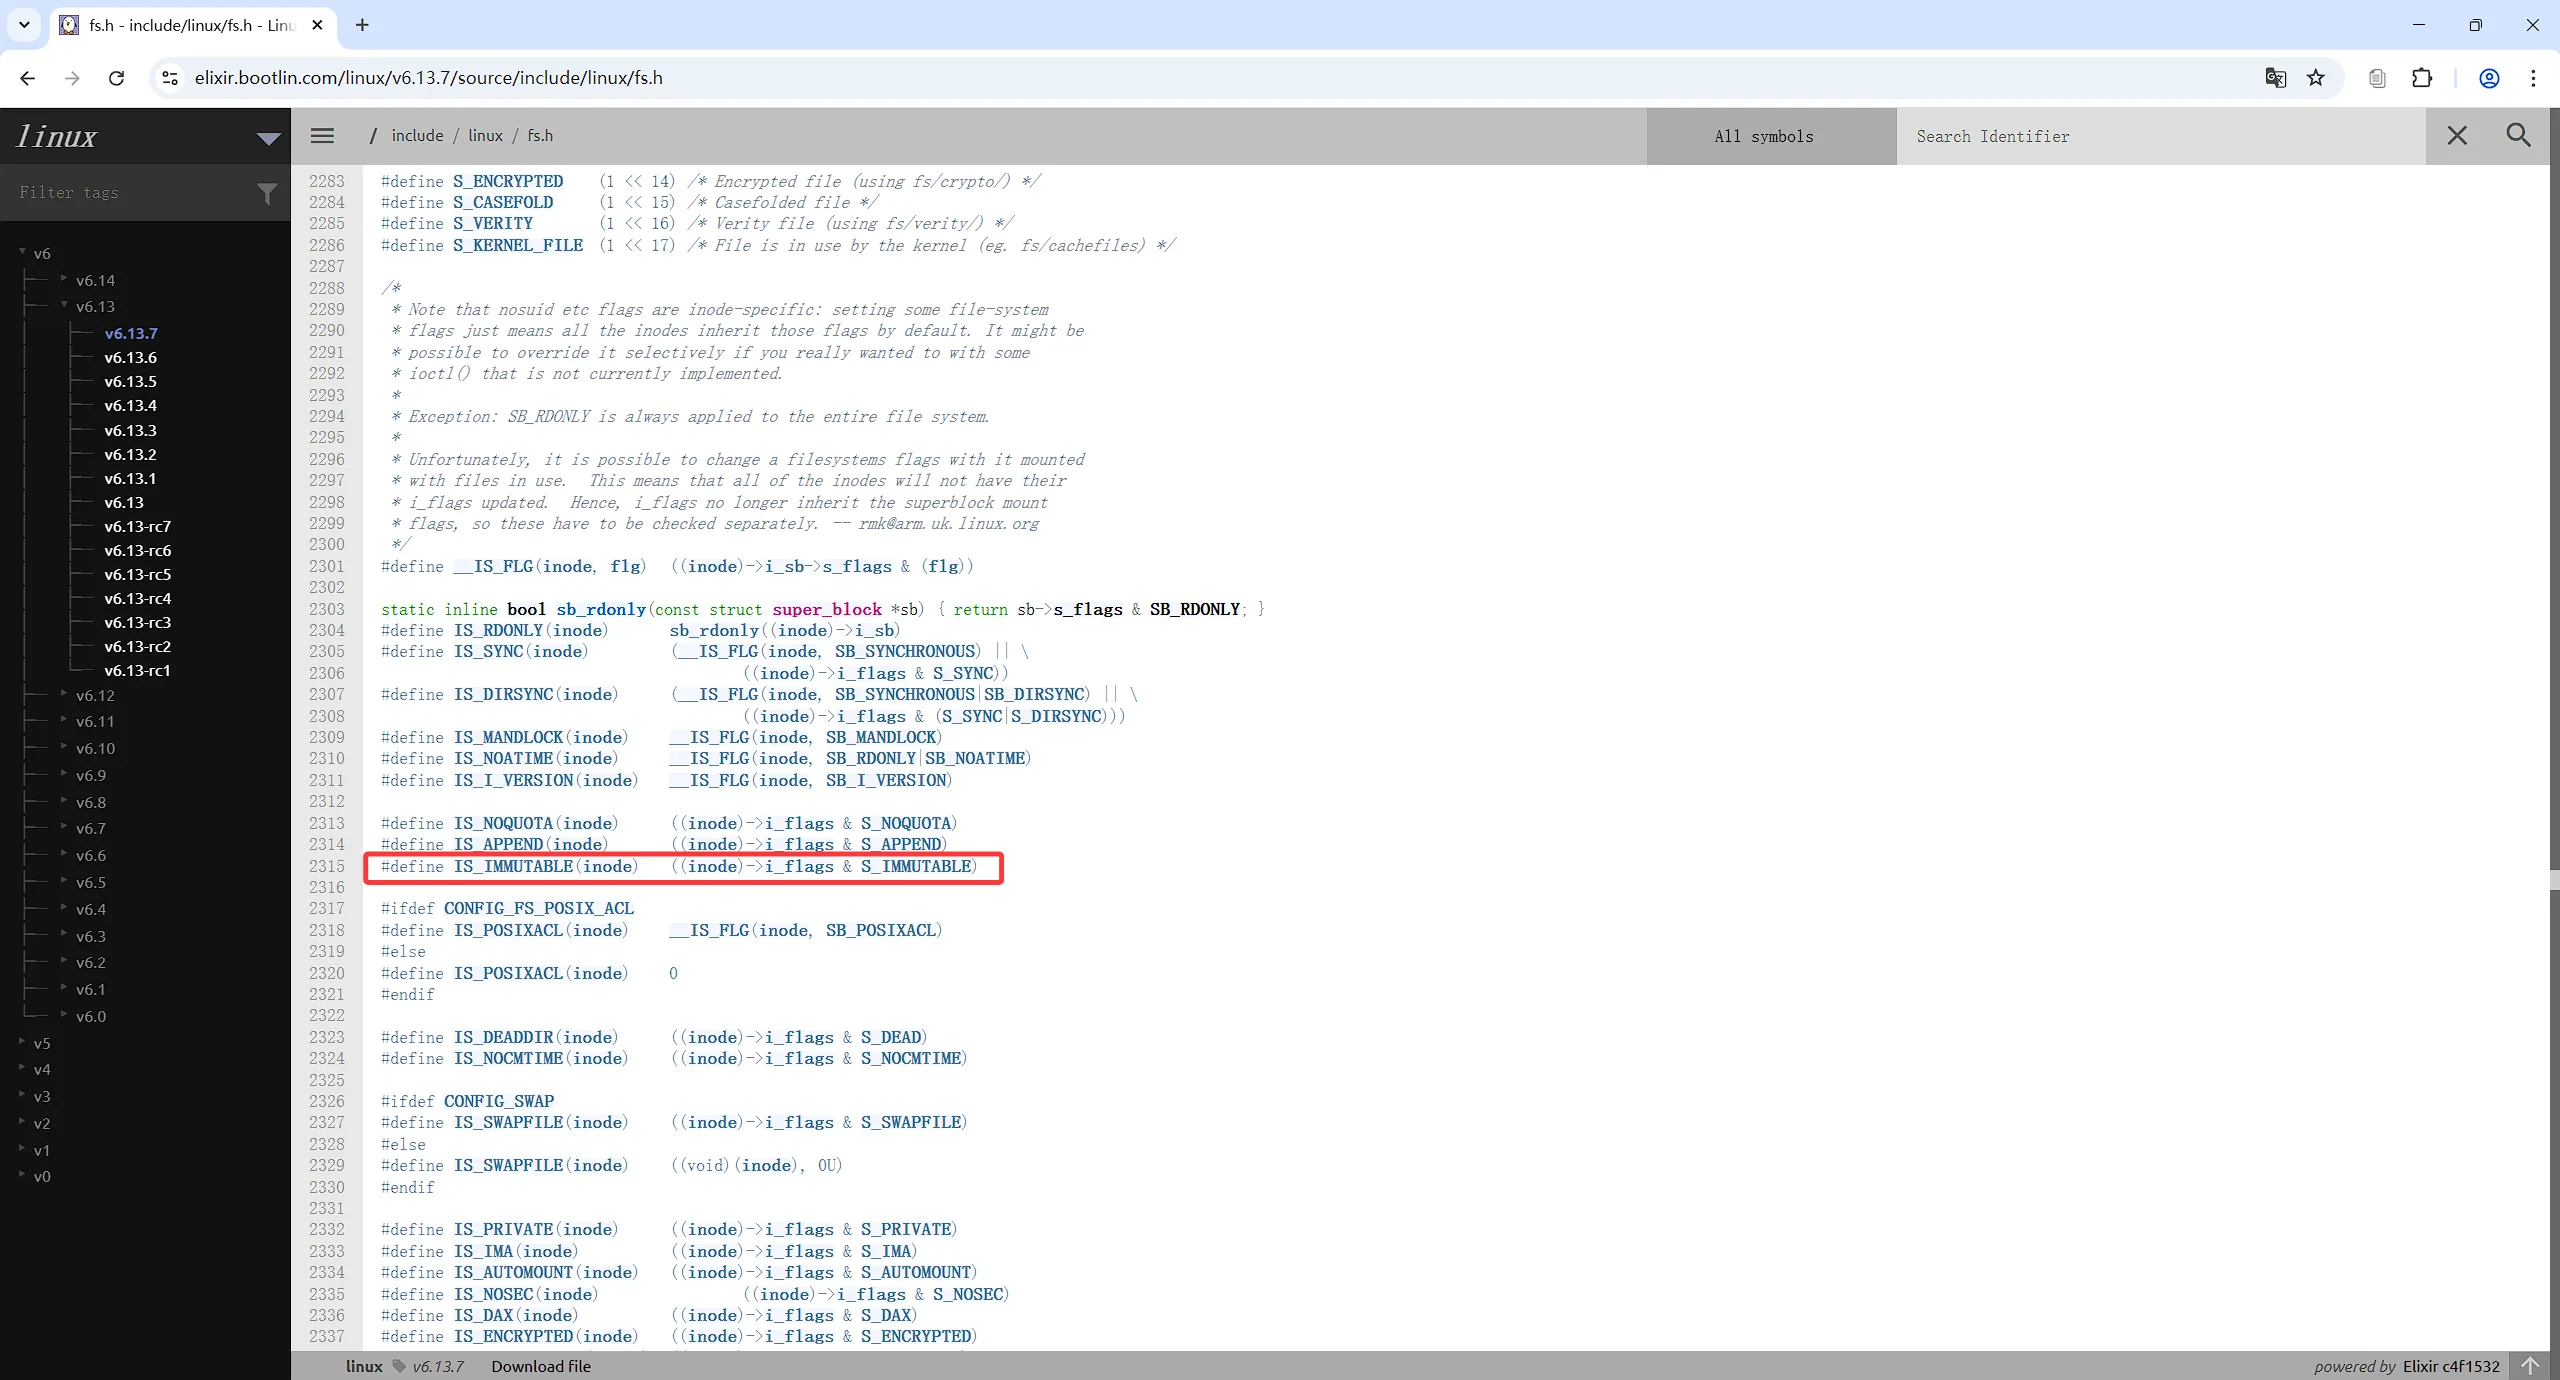 fs.h - include/linux/fs.h - Linu
elixir.bootlin.com/linux/v6.13.7/source/include/linux/fs.h
linux
/ include / linux / fs.h
All symbols
Search Identifier
Filter tags
v6
v6.14
v6.13
v6.13.7
v6.13.6
v6.13.5
v6.13.4
v6.13.3
v6.13.2
v6.13.1
v6.13
v6.13-rc7
v6.13-rc6
v6.13-rc5
v6.13-rc4
v6.13-rc3
v6.13-rc2
v6.13-rc1
v6.12
v6.11
v6.10
v6.9
v6.8
v6.7
v6.6
v6.5
v6.4
v6.3
v6.2
v6.1
v6.0
v5
v4
v3
v2
v1
v0
2283 #define S_ENCRYPTED (1 << 14) /* Encrypted file (using fs/crypto/) */
2284 #define S_CASEFOLD (1 << 15) /* Casefolded file */
2285 #define S_VERITY (1 << 16) /* Verity file (using fs/verity/) */
2286 #define S_KERNEL_FILE (1 << 17) /* File is in use by the kernel (eg. fs/cachefiles) */
2287
2288 /*
2289 * Note that nosuid etc flags are inode-specific: setting some file-system
2290 * flags just means all the inodes inherit those flags by default. It might be
2291 * possible to override it selectively if you really wanted to with some
2292 * ioctl() that is not currently implemented.
2293 *
2294 * Exception: SB_RDONLY is always applied to the entire file system.
2295 *
2296 * Unfortunately, it is possible to change a filesystems flags with it mounted
2297 * with files in use. This means that all of the inodes will not have their
2298 * i_flags updated. Hence, i_flags no longer inherit the superblock mount
2299 * flags, so these have to be checked separately. -- rmk@arm.uk.linux.org
2300 */
2301 #define __IS_FLG(inode, flg) ((inode)->i_sb->s_flags & (flg))
2302
2303 static inline bool sb_rdonly(const struct super_block *sb) { return sb->s_flags & SB_RDONLY; }
2304 #define IS_RDONLY(inode) sb_rdonly((inode)->i_sb)
2305 #define IS_SYNC(inode) (__IS_FLG(inode, SB_SYNCHRONOUS) || \
2306 ((inode)->i_flags & S_SYNC))
2307 #define IS_DIRSYNC(inode) (__IS_FLG(inode, SB_SYNCHRONOUS|SB_DIRSYNC) || \
2308 ((inode)->i_flags & (S_SYNC|S_DIRSYNC)))
2309 #define IS_MANDLOCK(inode) __IS_FLG(inode, SB_MANDLOCK)
2310 #define IS_NOATIME(inode) __IS_FLG(inode, SB_RDONLY|SB_NOATIME)
2311 #define IS_I_VERSION(inode) __IS_FLG(inode, SB_I_VERSION)
2312
2313 #define IS_NOQUOTA(inode) ((inode)->i_flags & S_NOQUOTA)
2314 #define IS_APPEND(inode) ((inode)->i_flags & S_APPEND)
2315 #define IS_IMMUTABLE(inode) ((inode)->i_flags & S_IMMUTABLE)
2316
2317 #ifdef CONFIG_FS_POSIX_ACL
2318 #define IS_POSIXACL(inode) __IS_FLG(inode, SB_POSIXACL)
2319 #else
2320 #define IS_POSIXACL(inode) 0
2321 #endif
2322
2323 #define IS_DEADDIR(inode) ((inode)->i_flags & S_DEAD)
2324 #define IS_NOCMTIME(inode) ((inode)->i_flags & S_NOCMTIME)
2325
2326 #ifdef CONFIG_SWAP
2327 #define IS_SWAPFILE(inode) ((inode)->i_flags & S_SWAPFILE)
2328 #else
2329 #define IS_SWAPFILE(inode) ((void)(inode), 0U)
2330 #endif
2331
2332 #define IS_PRIVATE(inode) ((inode)->i_flags & S_PRIVATE)
2333 #define IS_IMA(inode) ((inode)->i_flags & S_IMA)
2334 #define IS_AUTOMOUNT(inode) ((inode)->i_flags & S_AUTOMOUNT)
2335 #define IS_NOSEC(inode) ((inode)->i_flags & S_NOSEC)
2336 #define IS_DAX(inode) ((inode)->i_flags & S_DAX)
2337 #define IS_ENCRYPTED(inode) ((inode)->i_flags & S_ENCRYPTED)
linux v6.13.7 Download file
powered by Elixir c4f1532